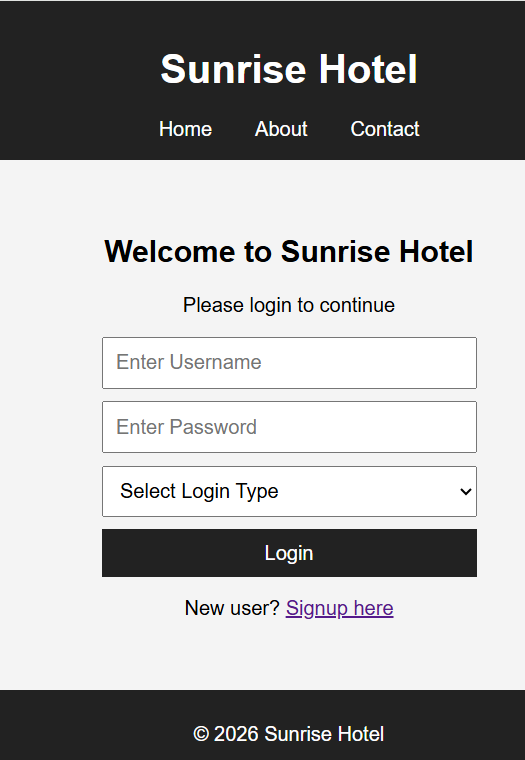 Sunrise Hotel
Home About Contact
Welcome to Sunrise Hotel
Please login to continue
Enter Username
Enter Password
Select Login Type
Login
New user? Signup here
© 2026 Sunrise Hotel